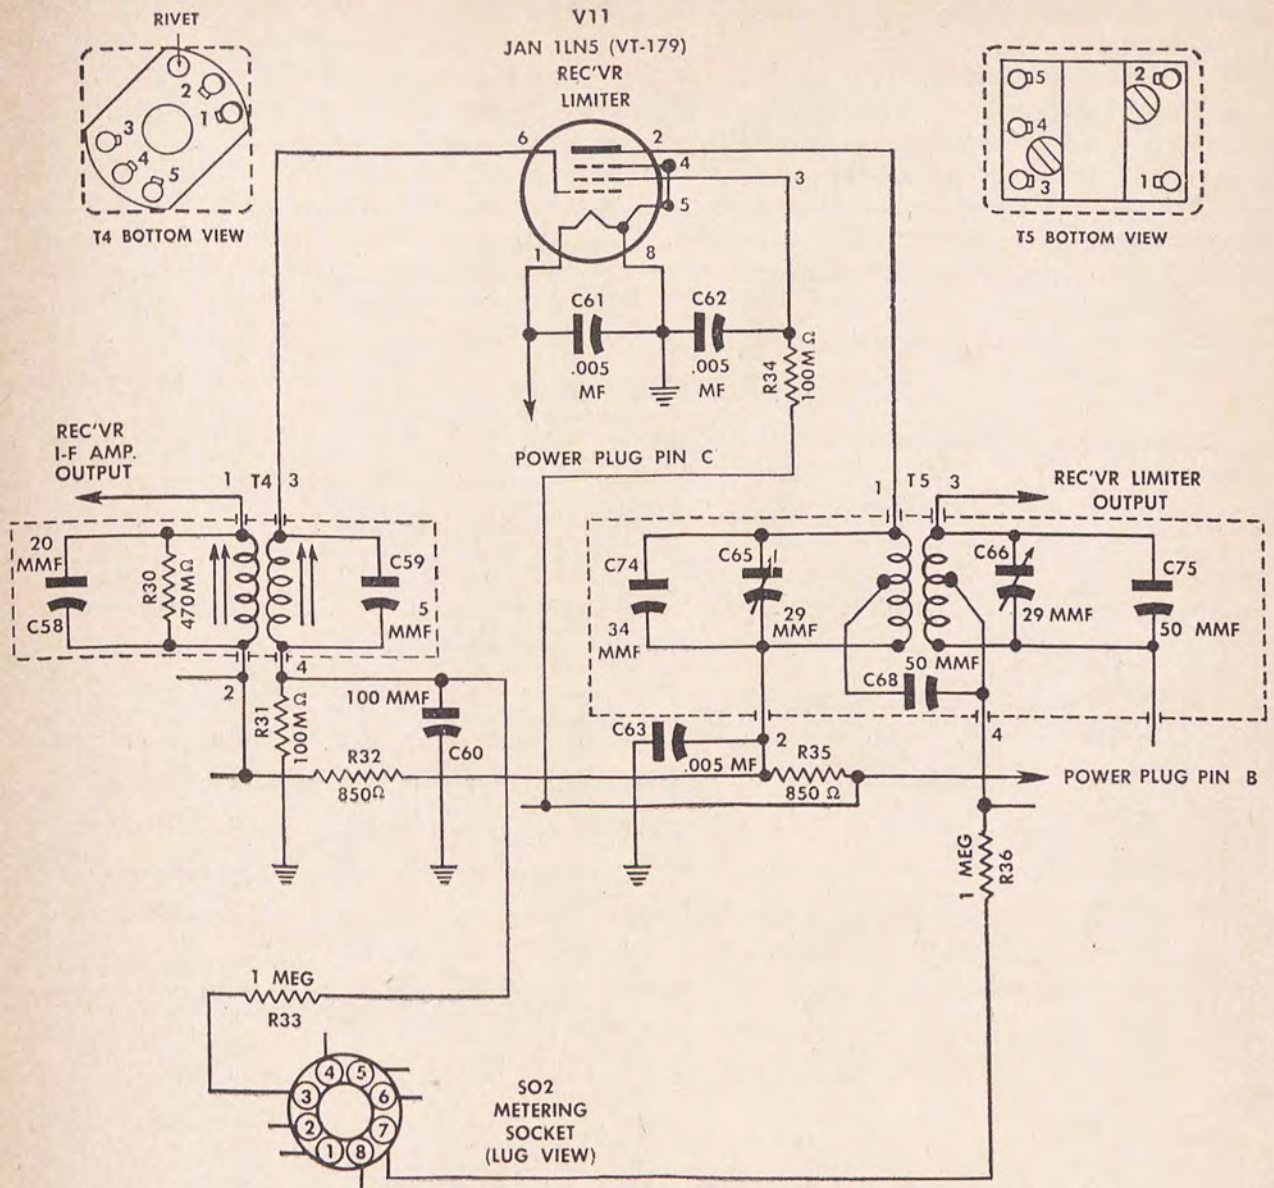 RIVET
2
1
3
4
5
T4 BOTTOM VIEW
V11
JAN 1LN5 (VT-179)
REC'VR
LIMITER
6
2
4
3
5
1
8
5
2
4
3
1
T5 BOTTOM VIEW
C61
.005
MF
C62
.005
MF
R34
100MΩ
POWER PLUG PIN C
REC'VR
I-F AMP.
OUTPUT
1 T4 3
1 T5 3
REC'VR LIMITER
OUTPUT
20
MMF
C58
R30
470MΩ
C59
5
MMF
2
4
C74
34
MMF
C65
29
MMF
C66
29 MMF
C75
50 MMF
50 MMF
C68
R31
100MΩ
100 MMF
C60
R32
850Ω
C63
.005 MF
2
R35
850 Ω
4
POWER PLUG PIN B
1 MEG
R36
1 MEG
R33
4
5
3
6
2
7
1
8
SO2
METERING
SOCKET
(LUG VIEW)